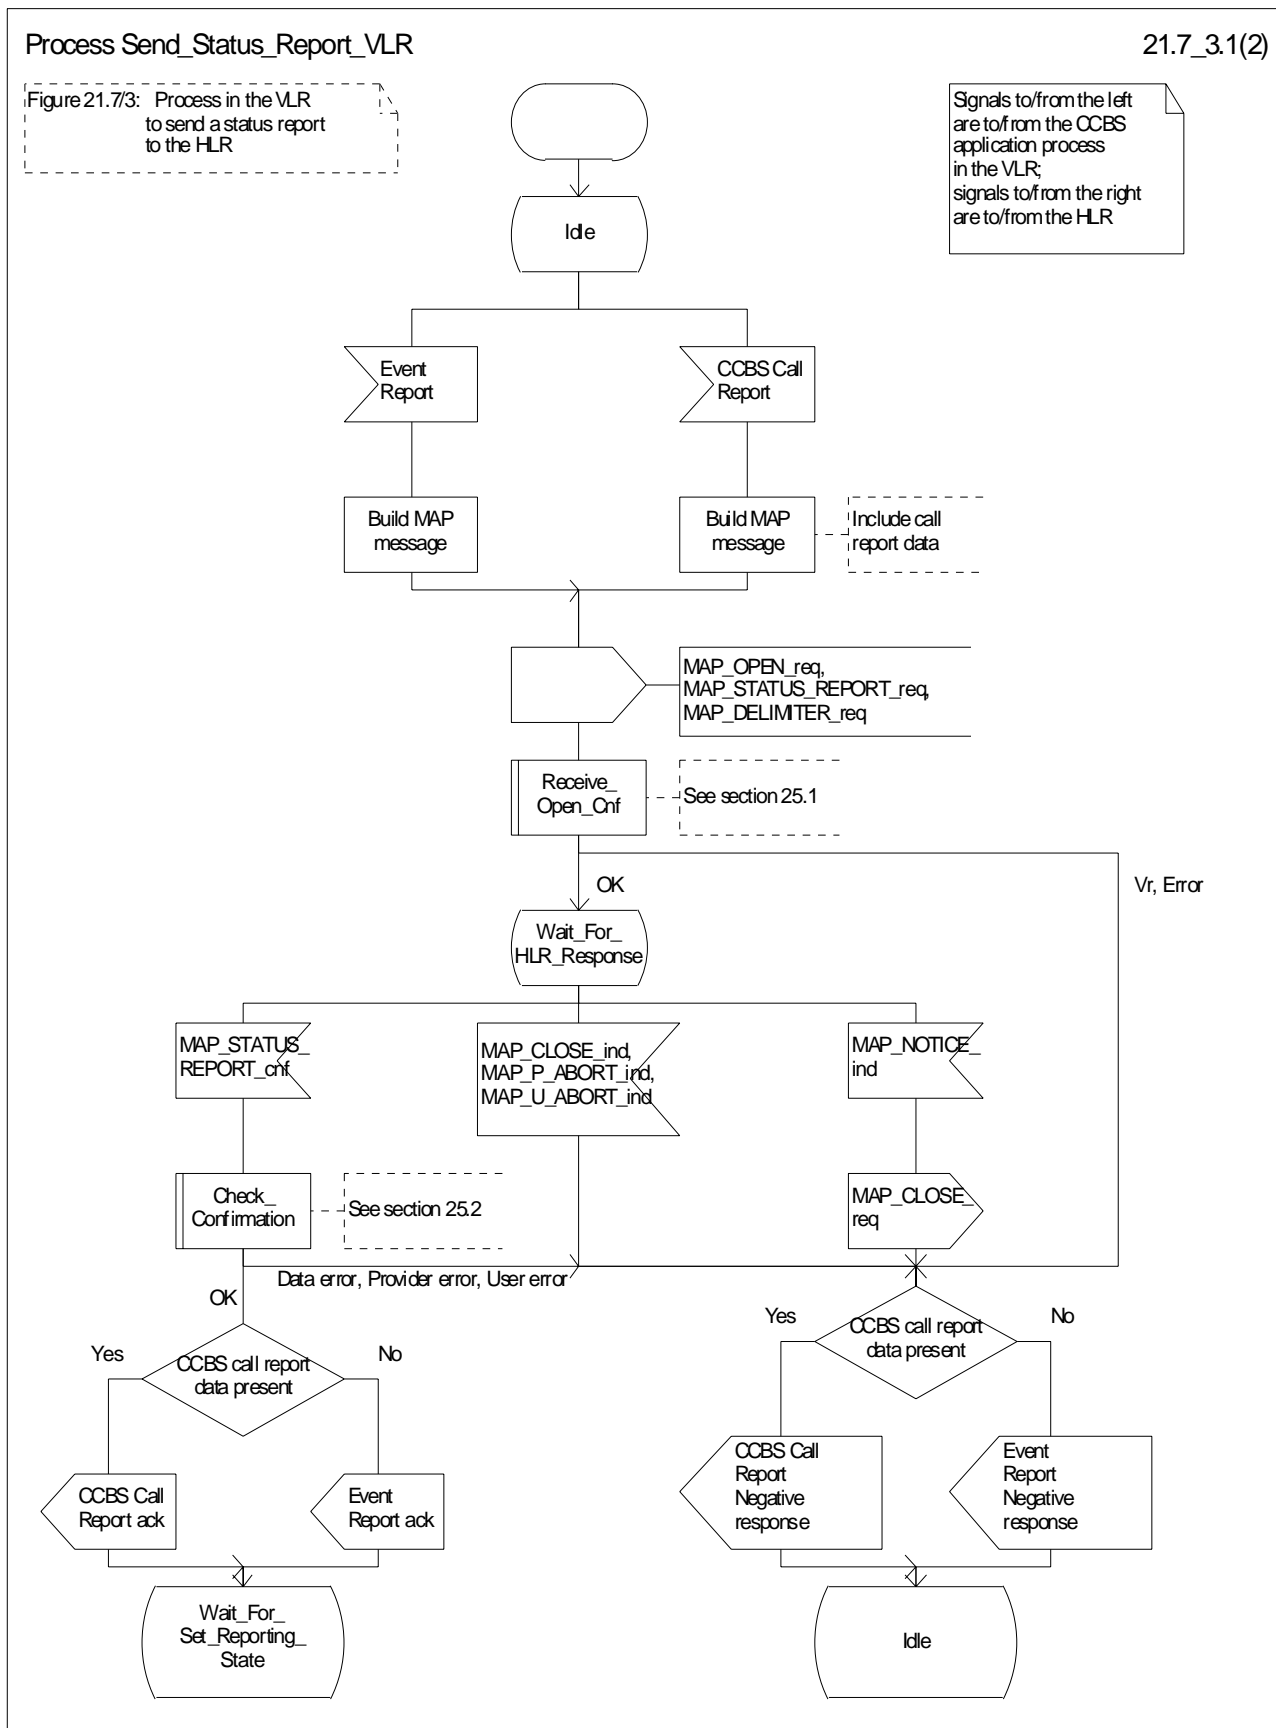 Process Send_Status_Report_VLR
21.7_3.1(2)
Figure 21.7/3: Process in the VLR
to send a status report
to the HLR
Signals to/from the left
are to/from the CCBS
application process
in the VLR;
signals to/from the right
are to/from the HLR
Idle
Event
Report
CCBS Call
Report
Build MAP
message
Build MAP
message
Include call
report data
MAP_OPEN_req,
MAP_STATUS_REPORT_req,
MAP_DELIMITER_req
Receive_
Open_Cnf
See section 25.1
OK
Vr, Error
Wait_For_
HLR_Response
MAP_STATUS_
REPORT_cnf
MAP_CLOSE_ind,
MAP_P_ABORT_ind,
MAP_U_ABORT_ind
MAP_NOTICE_
ind
Check_
Confirmation
See section 25.2
MAP_CLOSE_
req
Data error, Provider error, User error
OK
Yes
CCBS call report
data present
No
Yes
CCBS call report
data present
No
CCBS Call
Report ack
Event
Report ack
CCBS Call
Report
Negative
response
Event
Report
Negative
response
Wait_For_
Set_Reporting_
State
Idle